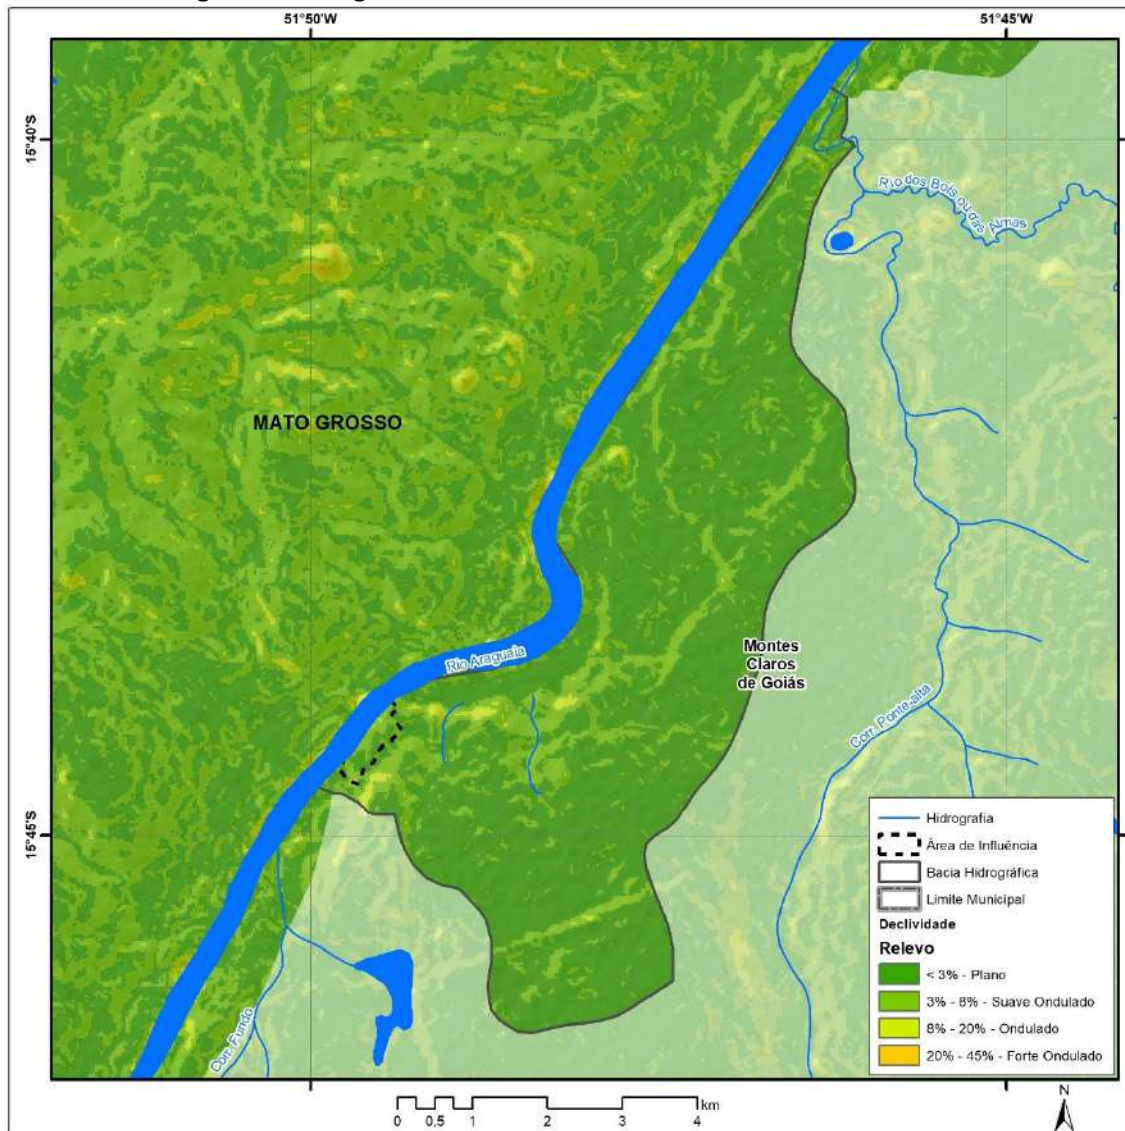 51°50'W
51°45'W
15°40'S
Rio dos Bois ou das Almas
MATO GROSSO
Rio Araguaia
Montes
Claros
de Goiás
Corr. Ponte-alta
15°45'S
Corr. Fundo
Hidrografia
Área de Influência
Bacia Hidrográfica
Limite Municipal
Declividade
Relevo
< 3% - Plano
3% - 8% - Suave Ondulado
8% - 20% - Ondulado
20% - 45% - Forte Ondulado
km
0 0,5 1 2 3 4
N